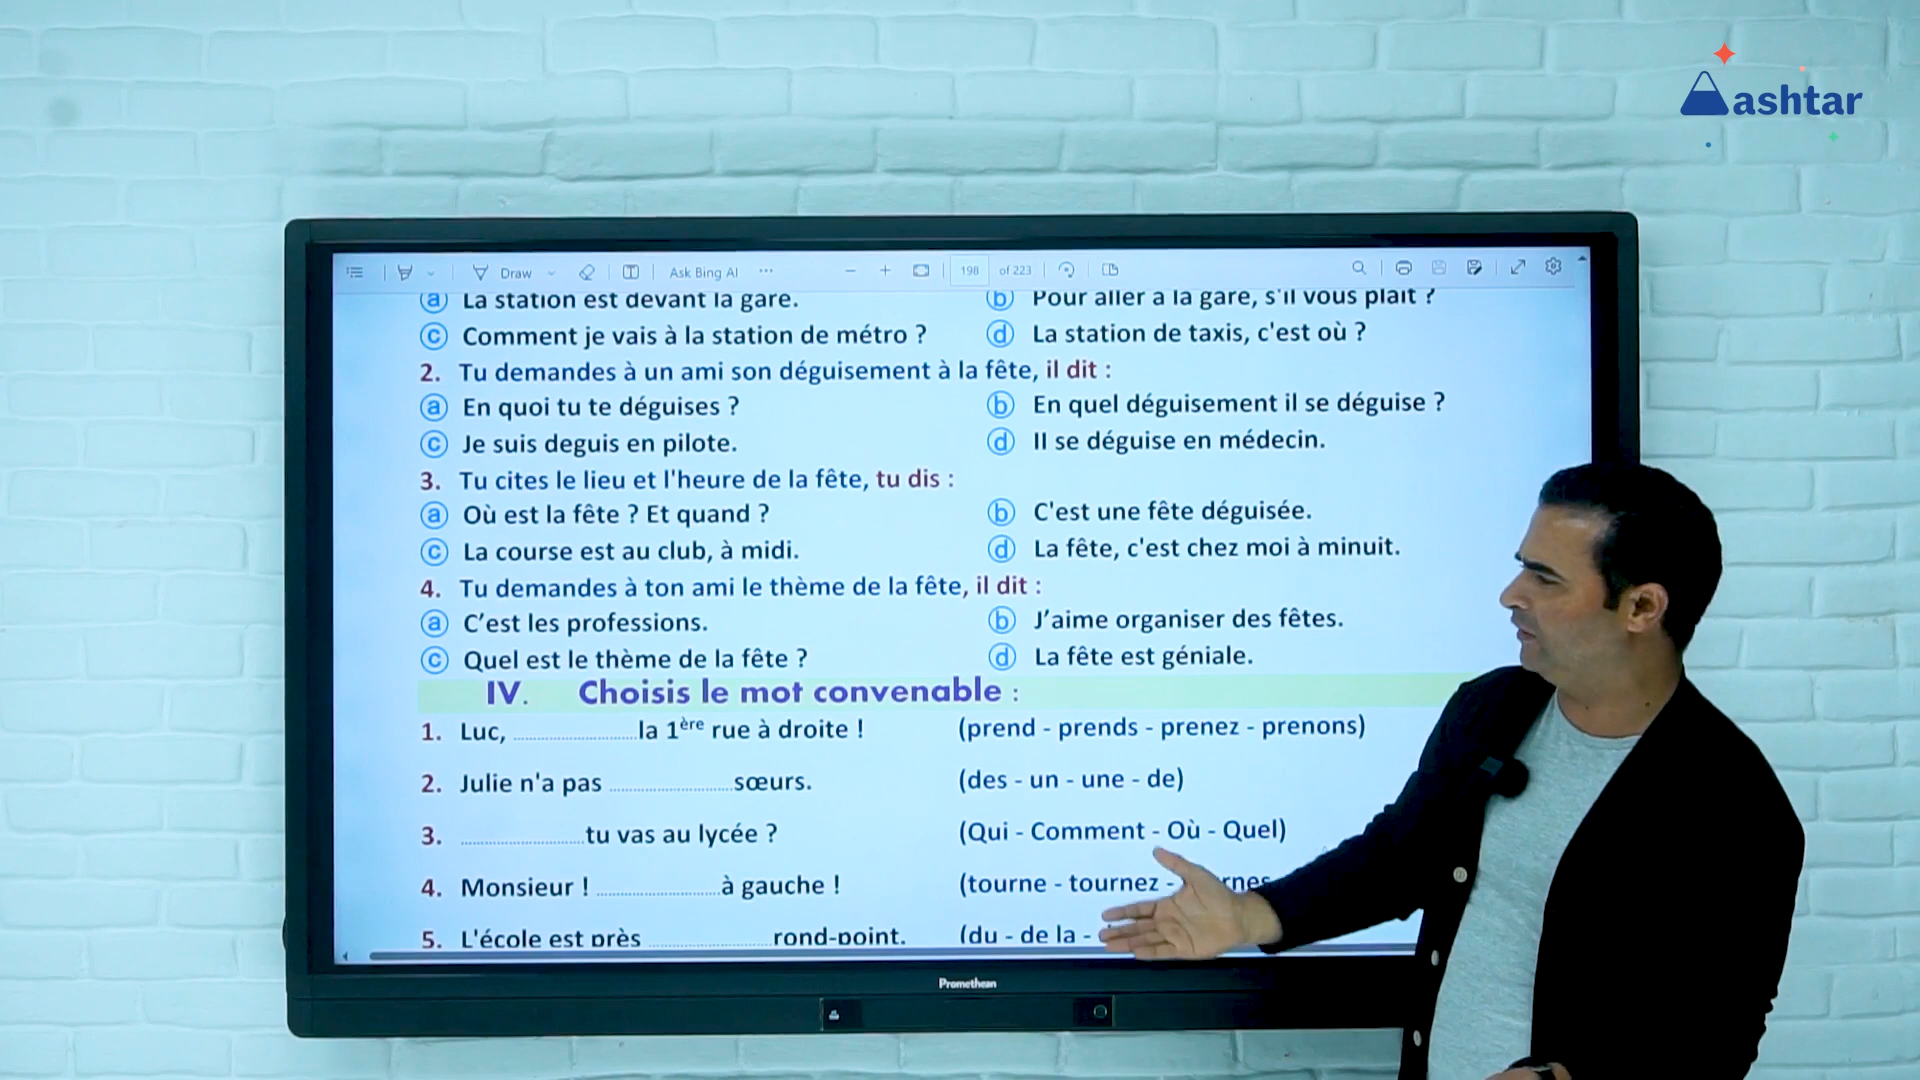 ashtar
Draw
Ask Bing AI
198 of 223
a La station est devant la gare. b Pour aller à la gare, s'il vous plaît ?
c Comment je vais à la station de métro ? d La station de taxis, c'est où ?
2. Tu demandes à un ami son déguisement à la fête, il dit :
a En quoi tu te déguises ? b En quel déguisement il se déguise ?
c Je suis deguis en pilote. d Il se déguise en médecin.
3. Tu cites le lieu et l'heure de la fête, tu dis :
a Où est la fête ? Et quand ? b C'est une fête déguisée.
c La course est au club, à midi. d La fête, c'est chez moi à minuit.
4. Tu demandes à ton ami le thème de la fête, il dit :
a C’est les professions. b J’aime organiser des fêtes.
c Quel est le thème de la fête ? d La fête est géniale.
IV. Choisis le mot convenable :
1. Luc, ........................ la 1ère rue à droite ! (prend - prends - prenez - prenons)
2. Julie n'a pas ........................ sœurs. (des - un - une - de)
3. ........................ tu vas au lycée ? (Qui - Comment - Où - Quel)
4. Monsieur ! ........................ à gauche ! (tourne - tournez -
5. L'école est près ........................ rond-point. (du - de la -
Promethean